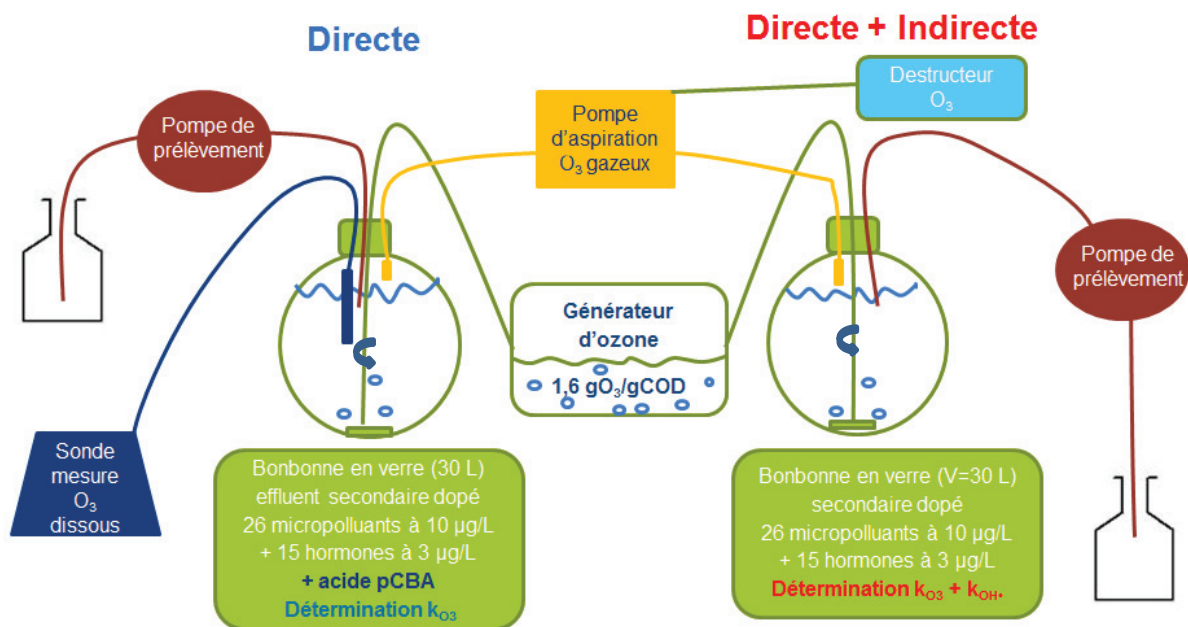 Directe
Directe + Indirecte
Destructeur
O₃
Pompe
d'aspiration
O₃ gazeux
Pompe de
prélèvement
Pompe de
prélèvement
Générateur
d'ozone
1,6 gO₃/gCOD
Sonde
mesure
O₃
dissous
Bonbonne en verre (30 L)
effluent secondaire dopé
26 micropolluants à 10 µg/L
+ 15 hormones à 3 µg/L
+ acide pCBA
Détermination kO3
Bonbonne en verre (V=30 L)
secondaire dopé
26 micropolluants à 10 µg/L
+ 15 hormones à 3 µg/L
Détermination kO3 + kOH•